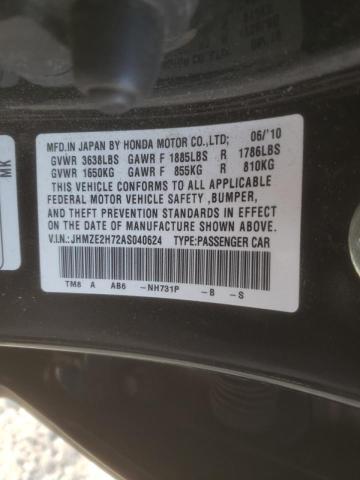 MFD.IN JAPAN BY HONDA MOTOR CO.,LTD; 06/'10
GVWR 3638LBS GAWR F 1885LBS R 1786LBS
GVWR 1650KG GAWR F 855KG R 810KG
THIS VEHICLE CONFORMS TO ALL APPLICABLE
FEDERAL MOTOR VEHICLE SAFETY ,BUMPER,
AND THEFT PREVENTION STANDARDS IN EFFECT
ON THE DATE OF MANUFACTURE SHOWN ABOVE.
V.I.N.: JHMZE2H72AS040624 TYPE:PASSENGER CAR
TM8 A AB6 -NH731P -B -S
MK